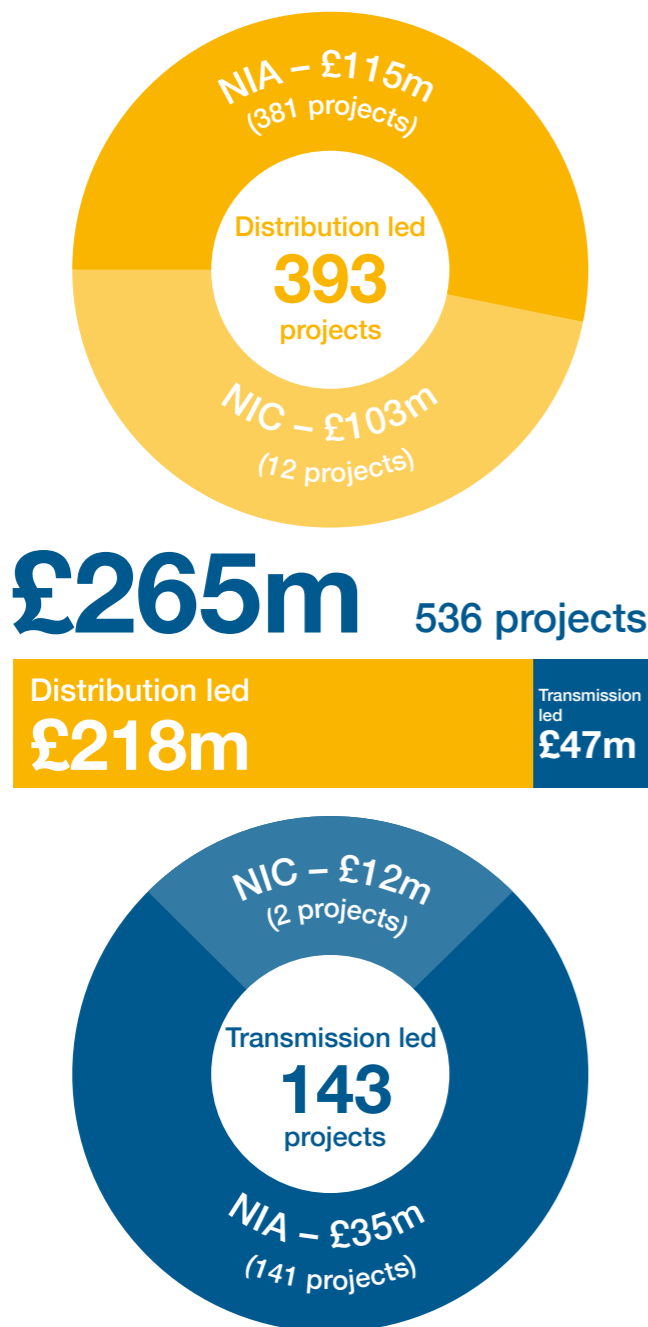 NIA – £115m
(381 projects)
Distribution led
393
projects
NIC – £103m
(12 projects)
£265m 536 projects
Distribution led
£218m
Transmission
led
£47m
NIC – £12m
(2 projects)
Transmission led
143
projects
NIA – £35m
(141 projects)